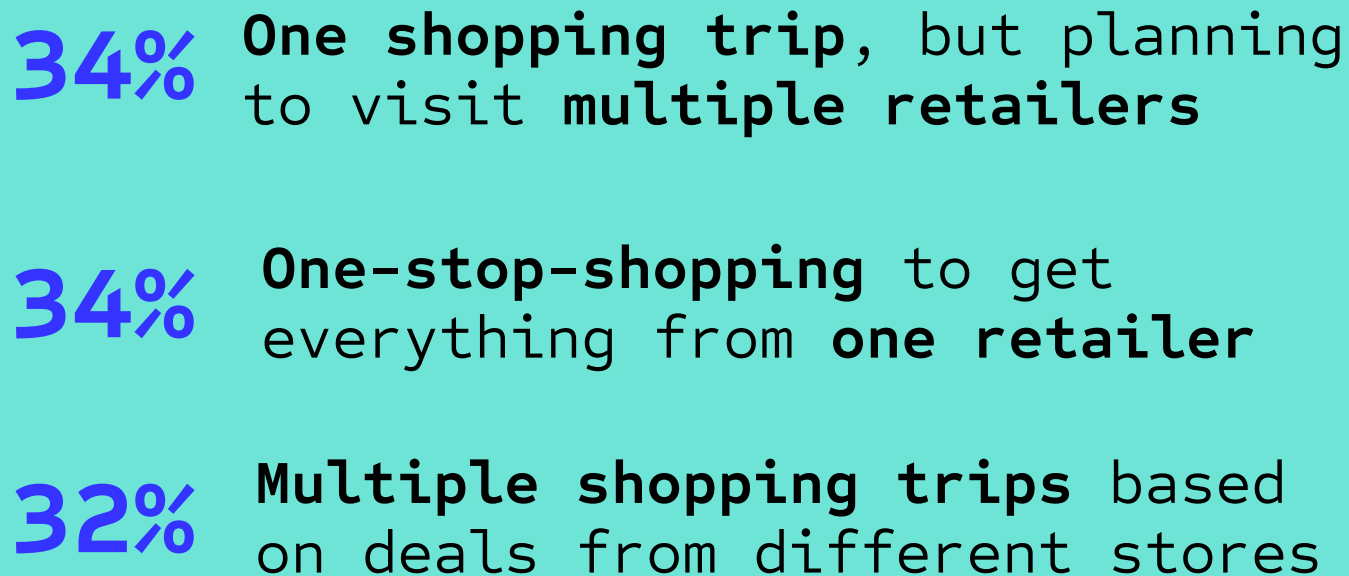 34%
One shopping trip, but planning
to visit multiple retailers
34%
One-stop-shopping to get
everything from one retailer
32%
Multiple shopping trips based
on deals from different stores